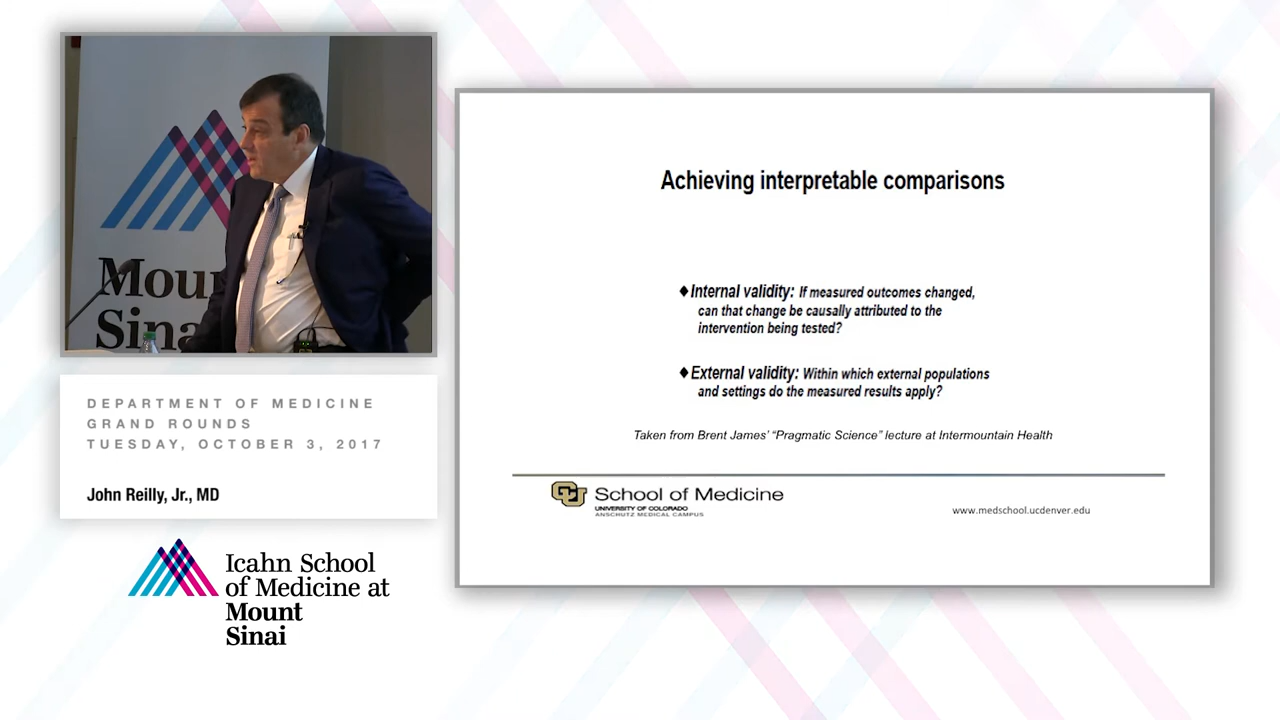 Mou
Sina
DEPARTMENT OF MEDICINE
GRAND ROUNDS
TUESDAY, OCTOBER 3, 2017
John Reilly, Jr., MD
Icahn School
of Medicine at
Mount
Sinai
Achieving interpretable comparisons
♦Internal validity: If measured outcomes changed,
can that change be causally attributed to the
intervention being tested?
♦External validity: Within which external populations
and settings do the measured results apply?
Taken from Brent James’ “Pragmatic Science” lecture at Intermountain Health
CU
School of Medicine
UNIVERSITY OF COLORADO
ANSCHUTZ MEDICAL CAMPUS
www.medschool.ucdenver.edu